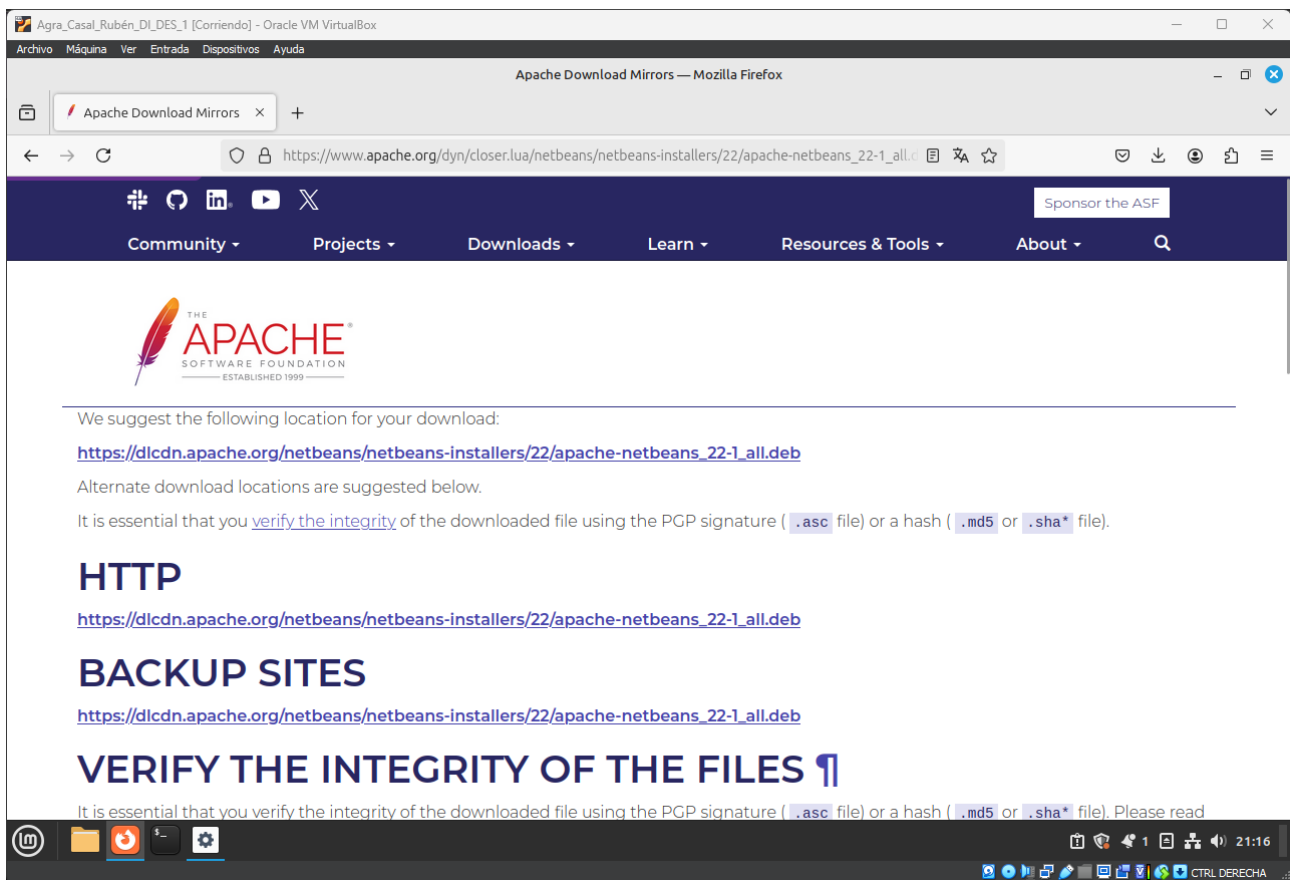 Agra_Casal_Rubén_DI_DES_1 [Corriendo] - Oracle VM VirtualBox
Archivo Máquina Ver Entrada Dispositivos Ayuda
Apache Download Mirrors — Mozilla Firefox
Apache Download Mirrors
https://www.apache.org/dyn/closer.lua/netbeans/netbeans-installers/22/apache-netbeans_22-1_all.d
Sponsor the ASF
Community Projects Downloads Learn Resources & Tools About
THE
APACHE®
SOFTWARE FOUNDATION
ESTABLISHED 1999
We suggest the following location for your download:
https://dlcdn.apache.org/netbeans/netbeans-installers/22/apache-netbeans_22-1_all.deb
Alternate download locations are suggested below.
It is essential that you verify the integrity of the downloaded file using the PGP signature ( .asc file) or a hash ( .md5 or .sha* file).
HTTP
https://dlcdn.apache.org/netbeans/netbeans-installers/22/apache-netbeans_22-1_all.deb
BACKUP SITES
https://dlcdn.apache.org/netbeans/netbeans-installers/22/apache-netbeans_22-1_all.deb
VERIFY THE INTEGRITY OF THE FILES ¶
It is essential that you verify the integrity of the downloaded file using the PGP signature ( .asc file) or a hash ( .md5 or .sha* file). Please read
1 21:16
CTRL DERECHA